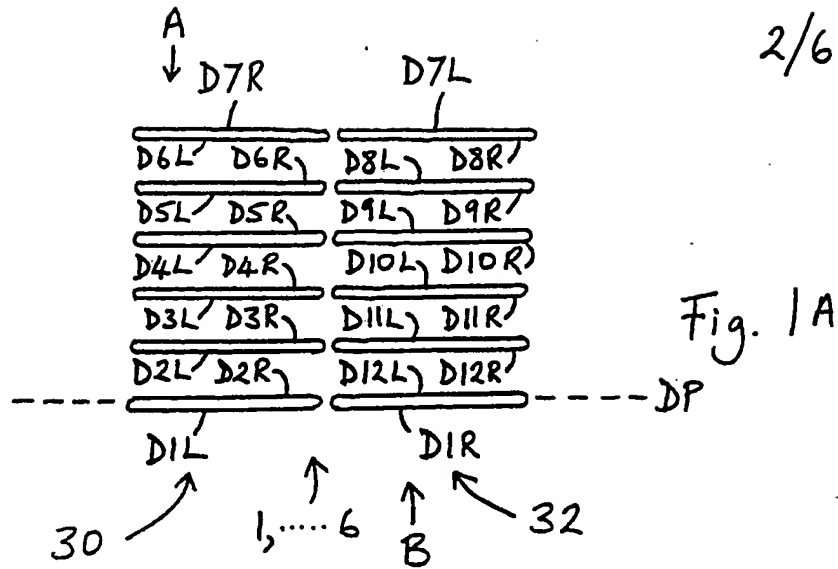 A
2/6
D7R D7L
D6L D6R D8L D8R
D5L D5R D9L D9R
D4L D4R D10L D10R
D3L D3R D11L D11R
Fig. 1A
D2L D2R D12L D12R
DP
D1L D1R
30 1,.....6 B 32